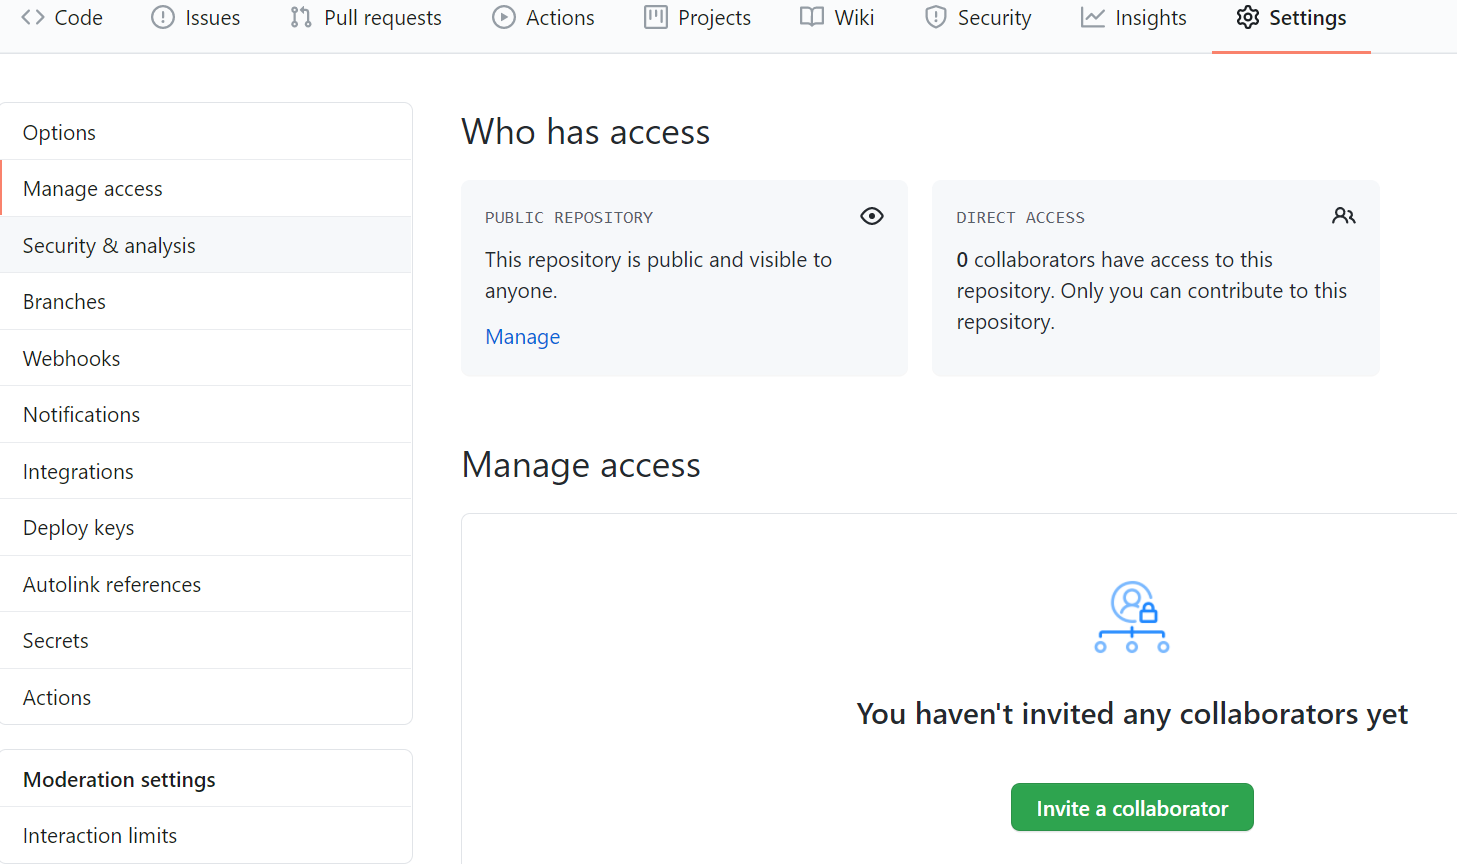 Code Issues Pull requests Actions Projects Wiki Security Insights Settings
Options
Manage access
Security & analysis
Branches
Webhooks
Notifications
Integrations
Deploy keys
Autolink references
Secrets
Actions
Moderation settings
Interaction limits
Who has access
PUBLIC REPOSITORY
This repository is public and visible to
anyone.
Manage
DIRECT ACCESS
0 collaborators have access to this
repository. Only you can contribute to this
repository.
Manage access
You haven't invited any collaborators yet
Invite a collaborator